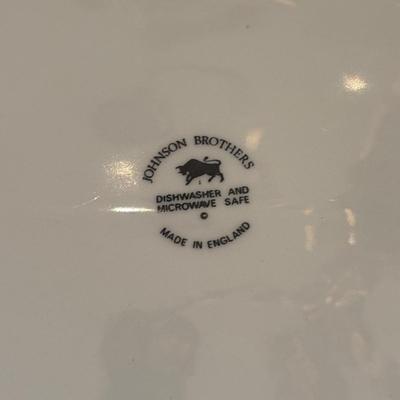 JOHNSON BROTHERS
DISHWASHER AND
MICROWAVE SAFE
©
MADE IN ENGLAND